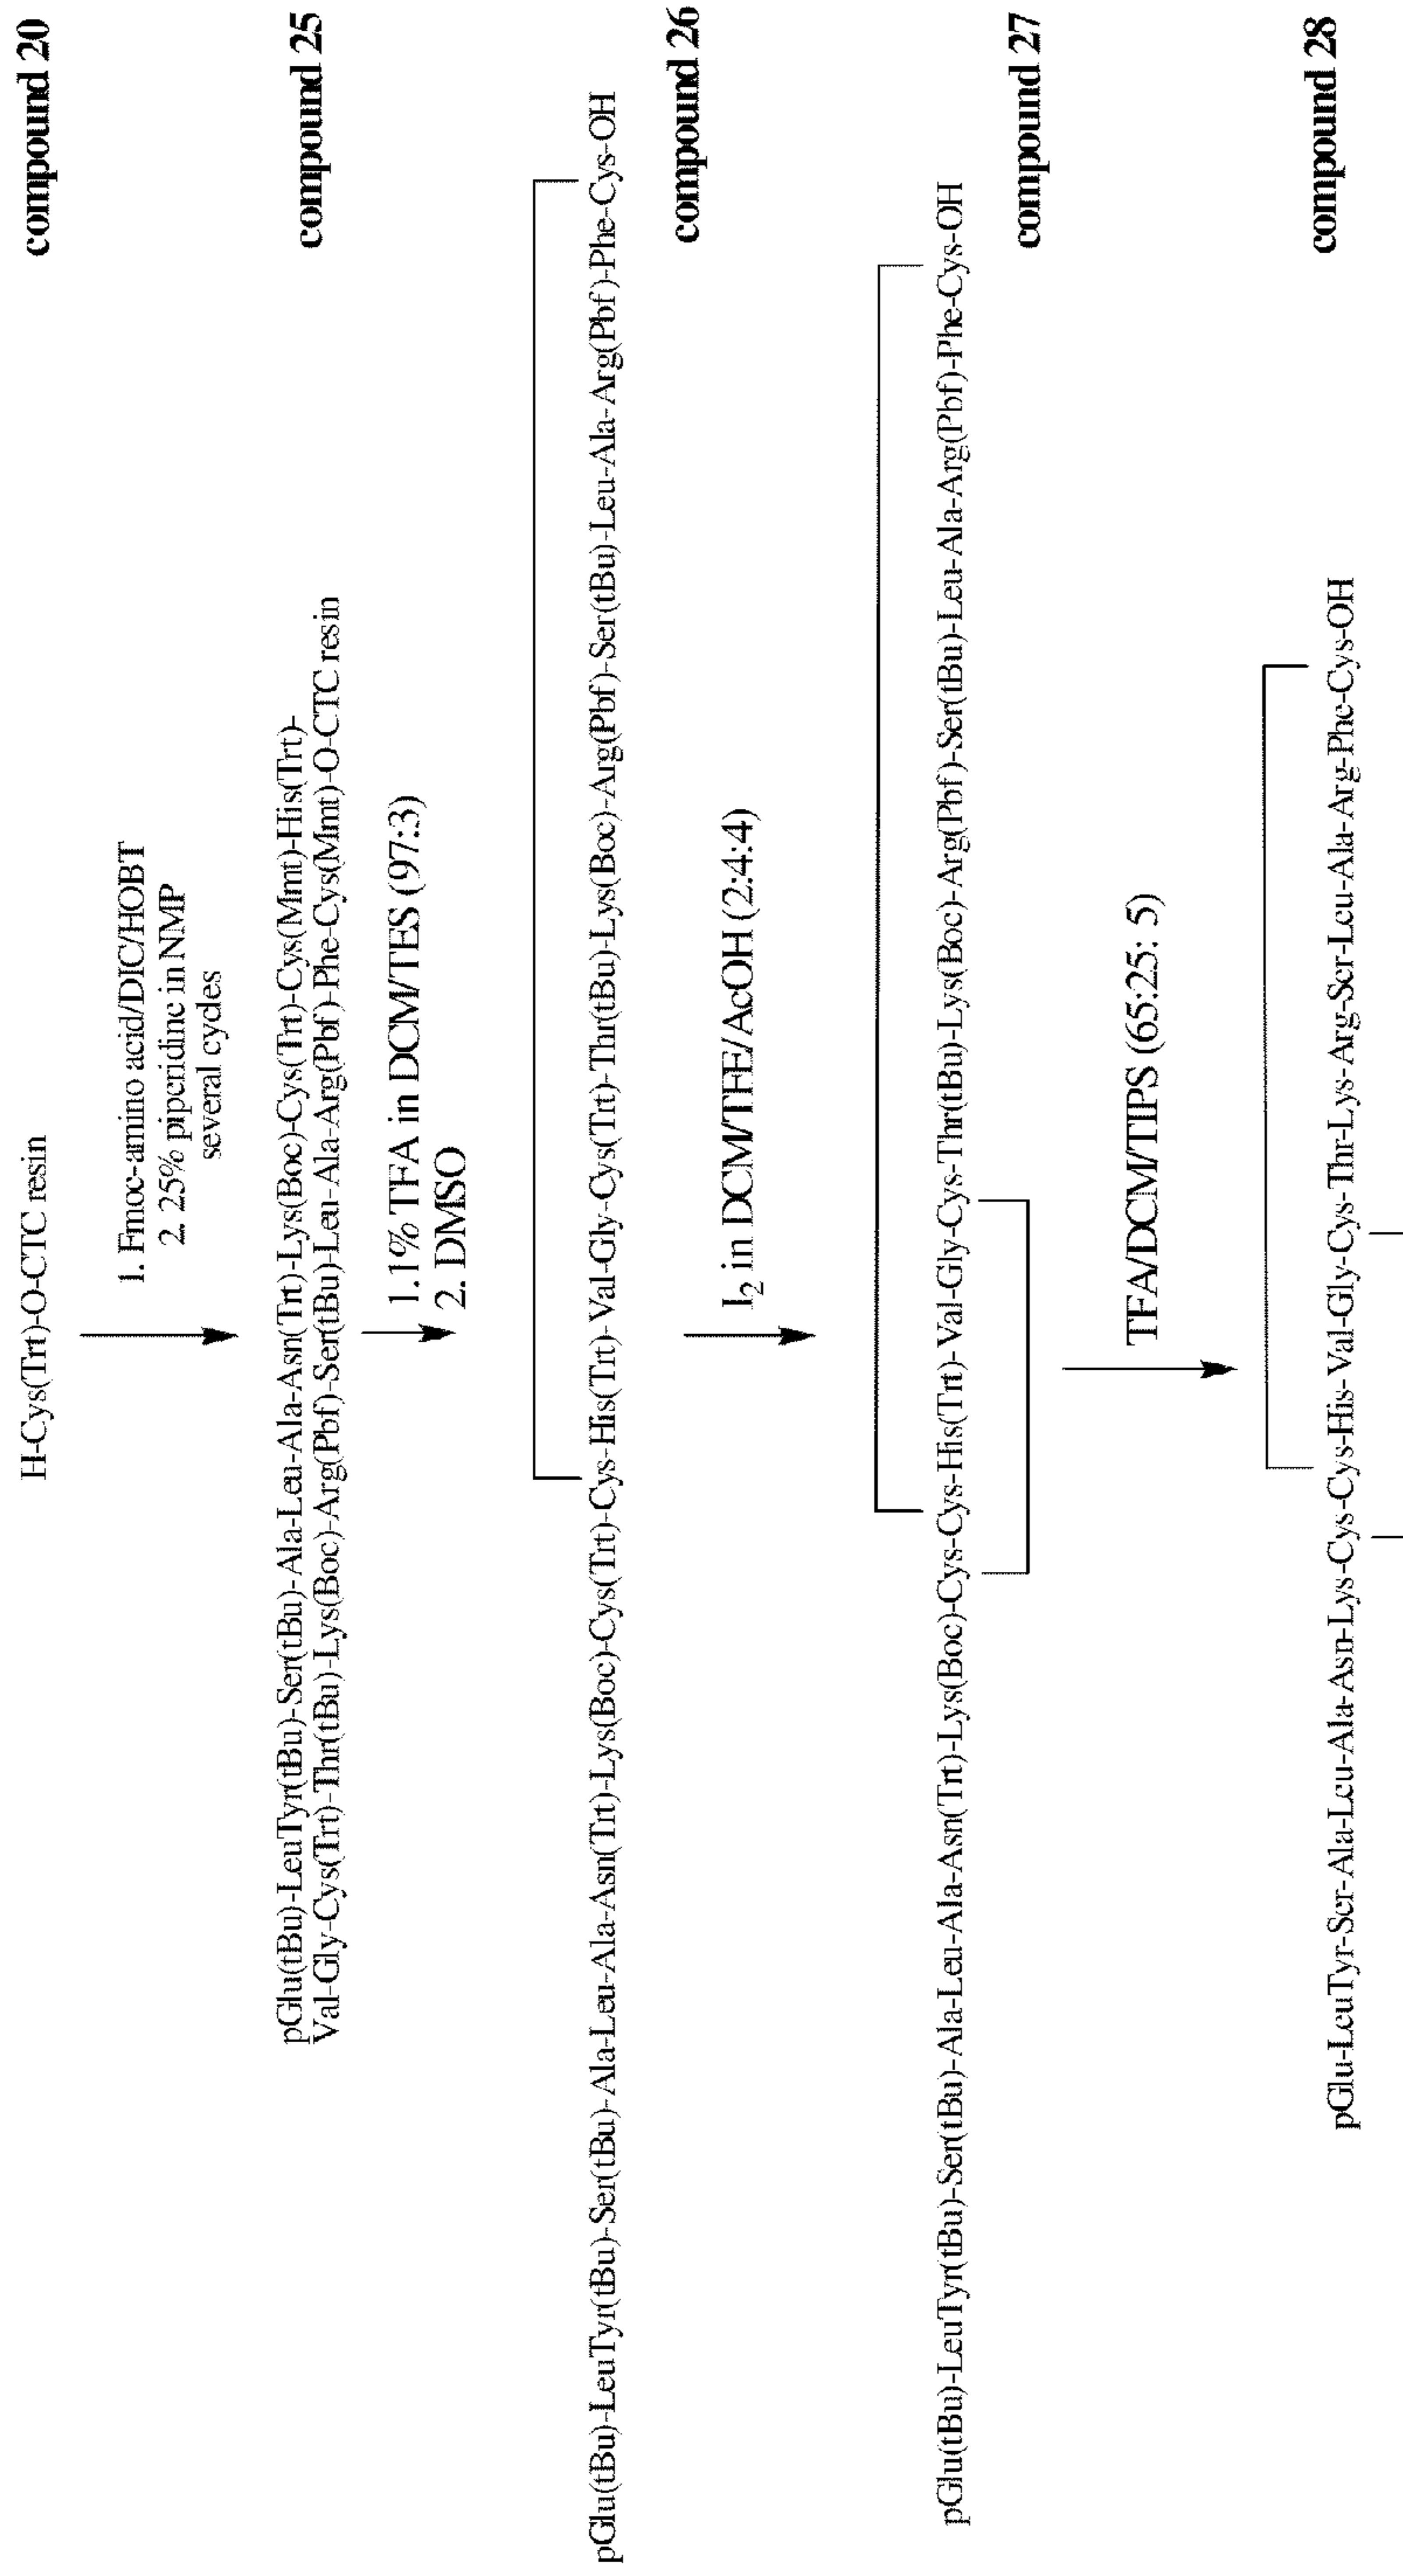 H-Cys(Trt)-O-CTC resin
compound 20
1. Fmoc-amino acid/DIC/HOBT
2. 25% piperidine in NMP
several cycles
pGlu(tBu)-LeuTyr(tBu)-Ser(tBu)-Ala-Leu-Ala-Asn(Trt)-Lys(Boc)-Cys(Trt)-Cys(Mmt)-His(Trt)-
Val-Gly-Cys(Trt)-Thr(tBu)-Lys(Boc)-Arg(Pbf)-Ser(tBu)-Leu-Ala-Arg(Pbf)-Phe-Cys(Mmt)-O-CTC resin
compound 25
1.1% TFA in DCM/TES (97:3)
2. DMSO
pGlu(tBu)-LeuTyr(tBu)-Ser(tBu)-Ala-Leu-Ala-Asn(Trt)-Lys(Boc)-Cys(Trt)-Cys-His(Trt)-Val-Gly-Cys(Trt)-Thr(tBu)-Lys(Boc)-Arg(Pbf)-Ser(tBu)-Leu-Ala-Arg(Pbf)-Phe-Cys-OH
compound 26
I2 in DCM/TFE/AcOH (2:4:4)
pGlu(tBu)-LeuTyr(tBu)-Ser(tBu)-Ala-Leu-Ala-Asn(Trt)-Lys(Boc)-Cys-Cys-His(Trt)-Val-Gly-Cys-Thr(tBu)-Lys(Boc)-Arg(Pbf)-Ser(tBu)-Leu-Ala-Arg(Pbf)-Phe-Cys-OH
compound 27
TFA/DCM/TIPS (65:25: 5)
pGlu-LeuTyr-Ser-Ala-Leu-Ala-Asn-Lys-Cys-Cys-His-Val-Gly-Cys-Thr-Lys-Arg-Ser-Leu-Ala-Arg-Phe-Cys-OH
compound 28